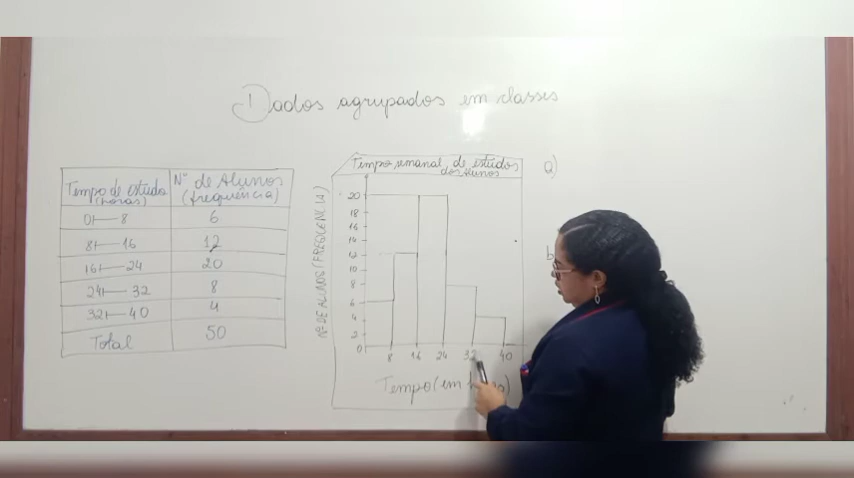 Dados agrupados em classes
Tempo de estudo
(horas)
Nº de Alunos
(frequência)
0⊢ 8
6
8⊢ 16
12
16⊢ 24
20
24⊢ 32
8
32⊢ 40
4
Total
50
Tempo semanal de estudos
dos Alunos
Nº DE ALUNOS (FREQUENCIA)
20
18
16
14
12
10
8
6
4
2
0
8 16 24 32 40
Tempo (em
a)
b